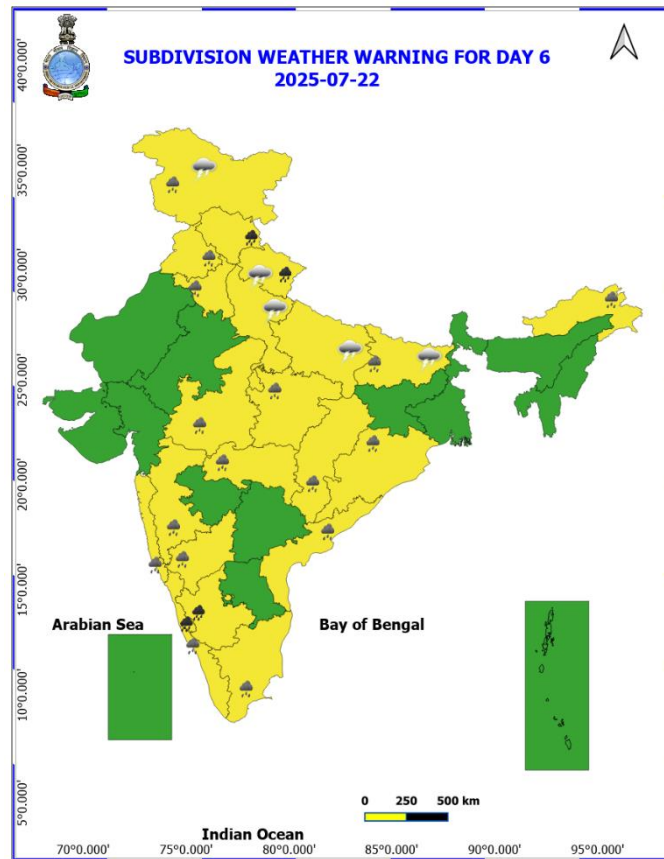 SUBDIVISION WEATHER WARNING FOR DAY 6
2025-07-22
40°0.000'
35°0.000'
30°0.000'
25°0.000'
20°0.000'
15°0.000'
10°0.000'
5°0.000'
Arabian Sea
Bay of Bengal
0 250 500 km
Indian Ocean
70°0.000' 75°0.000' 80°0.000' 85°0.000' 90°0.000' 95°0.000'